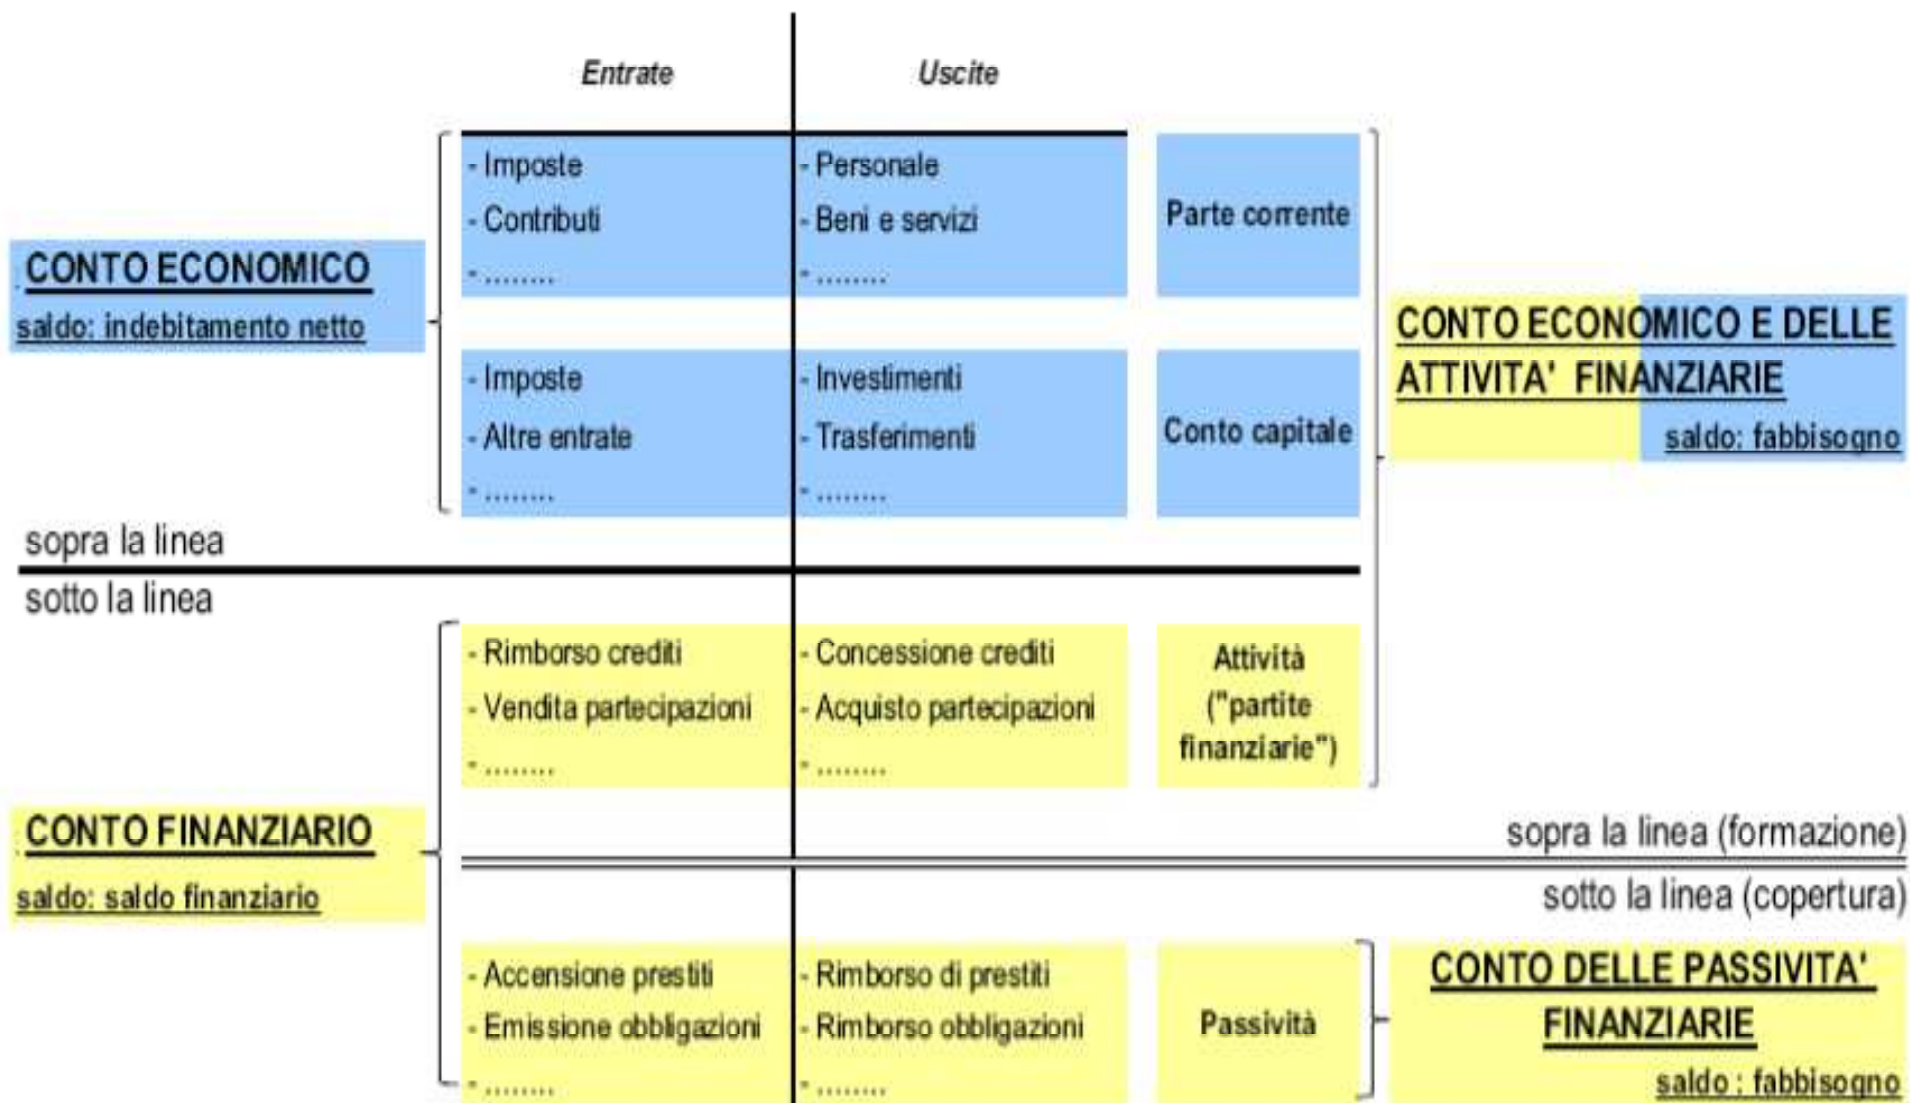 Entrate Uscite
- Imposte - Personale
- Contributi - Beni e servizi
- ........ - ........
Parte corrente
CONTO ECONOMICO
saldo: indebitamento netto
- Imposte - Investimenti
- Altre entrate - Trasferimenti
- ........ - ........
Conto capitale
CONTO ECONOMICO E DELLE
ATTIVITA' FINANZIARIE
saldo: fabbisogno
sopra la linea
sotto la linea
- Rimborso crediti - Concessione crediti
- Vendita partecipazioni - Acquisto partecipazioni
- ........ - ........
Attività
("partite
finanziarie")
CONTO FINANZIARIO
saldo: saldo finanziario
sopra la linea (formazione)
sotto la linea (copertura)
- Accensione prestiti - Rimborso di prestiti
- Emissione obbligazioni - Rimborso obbligazioni
- ........ - ........
Passività
CONTO DELLE PASSIVITA'
FINANZIARIE
saldo : fabbisogno